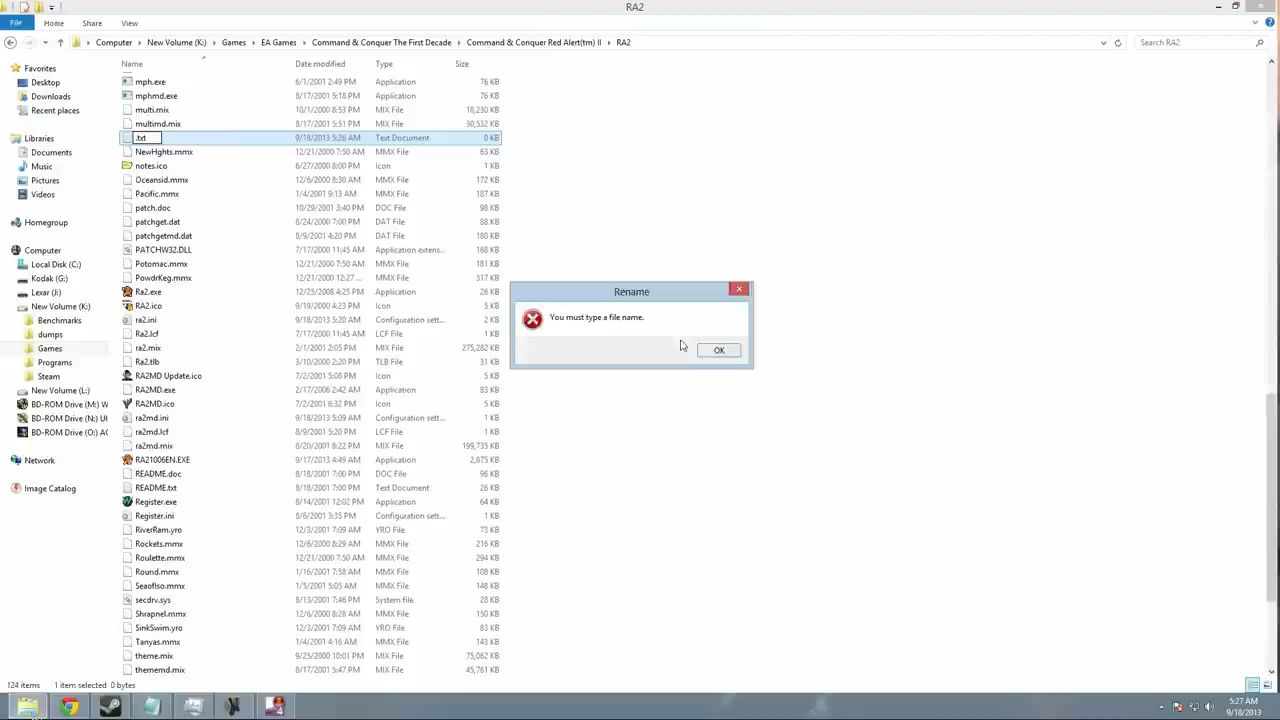 RA2
File Home Share View
Computer New Volume (K:) Games EA Games Command & Conquer The First Decade Command & Conquer Red Alert(tm) II RA2 Search RA2
Name Date modified Type Size
Favorites
Desktop
Downloads
Recent places
Libraries
Documents
Music
Pictures
Videos
Homegroup
Computer
Local Disk (C:)
Kodak (G:)
Lexar (J:)
New Volume (K:)
Benchmarks
dumps
Games
Programs
Steam
New Volume (L:)
BD-ROM Drive (M:) W
BD-ROM Drive (N:) UI
BD-ROM Drive (O:) AC
Network
Image Catalog
mph.exe 6/1/2001 2:49 PM Application 76 KB
mphmd.exe 8/17/2001 5:18 PM Application 76 KB
multi.mix 10/1/2000 8:53 PM MIX File 18,230 KB
multimd.mix 8/17/2001 5:51 PM MIX File 30,532 KB
.txt 9/18/2013 5:26 AM Text Document 0 KB
NewHghts.mmx 12/21/2000 7:50 AM MMX File 63 KB
notes.ico 6/27/2000 8:00 PM Icon 1 KB
Oceansid.mmx 12/6/2000 8:30 AM MMX File 172 KB
Pacific.mmx 1/4/2001 9:13 AM MMX File 187 KB
patch.doc 10/29/2001 3:40 PM DOC File 98 KB
patchget.dat 8/24/2000 7:00 PM DAT File 88 KB
patchgetmd.dat 8/9/2001 4:20 PM DAT File 180 KB
PATCHW32.DLL 7/17/2000 11:45 AM Application extens... 168 KB
Potomac.mmx 12/21/2000 7:50 AM MMX File 181 KB
PowdrKeg.mmx 12/21/2000 12:27 ... MMX File 317 KB
Ra2.exe 12/25/2008 4:25 PM Application 26 KB
RA2.ico 9/19/2000 4:23 PM Icon 5 KB
ra2.ini 9/18/2013 5:20 AM Configuration sett... 1 KB
Ra2.lcf 7/17/2000 11:45 AM LCF File 1 KB
ra2.mix 2/1/2001 2:05 PM MIX File 275,282 KB
Ra2.tlb 3/10/2000 2:20 PM TLB File 31 KB
RA2MD Update.ico 7/2/2001 5:08 PM Icon 5 KB
RA2MD.exe 2/17/2006 2:42 AM Application 83 KB
RA2MD.ico 7/2/2001 6:32 PM Icon 5 KB
ra2md.ini 9/18/2013 5:09 AM Configuration sett... 1 KB
ra2md.lcf 8/9/2001 5:20 PM LCF File 1 KB
ra2md.mix 8/20/2001 8:22 PM MIX File 199,735 KB
RA21006EN.EXE 9/17/2013 4:49 AM Application 2,875 KB
README.doc 8/18/2001 7:00 PM DOC File 96 KB
README.txt 8/18/2001 7:00 PM Text Document 26 KB
Register.exe 8/14/2001 12:02 PM Application 64 KB
Register.ini 8/6/2001 3:35 PM Configuration sett... 1 KB
RiverRam.yro 12/3/2001 7:09 AM YRO File 73 KB
Rockets.mmx 12/6/2000 8:29 AM MMX File 216 KB
Roulette.mmx 12/21/2000 7:50 AM MMX File 294 KB
Round.mmx 1/16/2001 7:58 AM MMX File 108 KB
SeaofIso.mmx 1/5/2001 5:05 AM MMX File 148 KB
secdrv.sys 8/13/2001 7:46 PM System file 28 KB
Shrapnel.mmx 12/6/2000 8:28 AM MMX File 150 KB
SinkSwim.yro 12/3/2001 7:09 AM YRO File 83 KB
Tanyas.mmx 1/4/2001 4:16 AM MMX File 143 KB
theme.mix 9/25/2000 10:01 PM MIX File 75,062 KB
thememd.mix 8/17/2001 5:47 PM MIX File 45,761 KB
Rename
You must type a file name.
OK
124 items 1 item selected 0 bytes
5:27 AM
9/18/2013